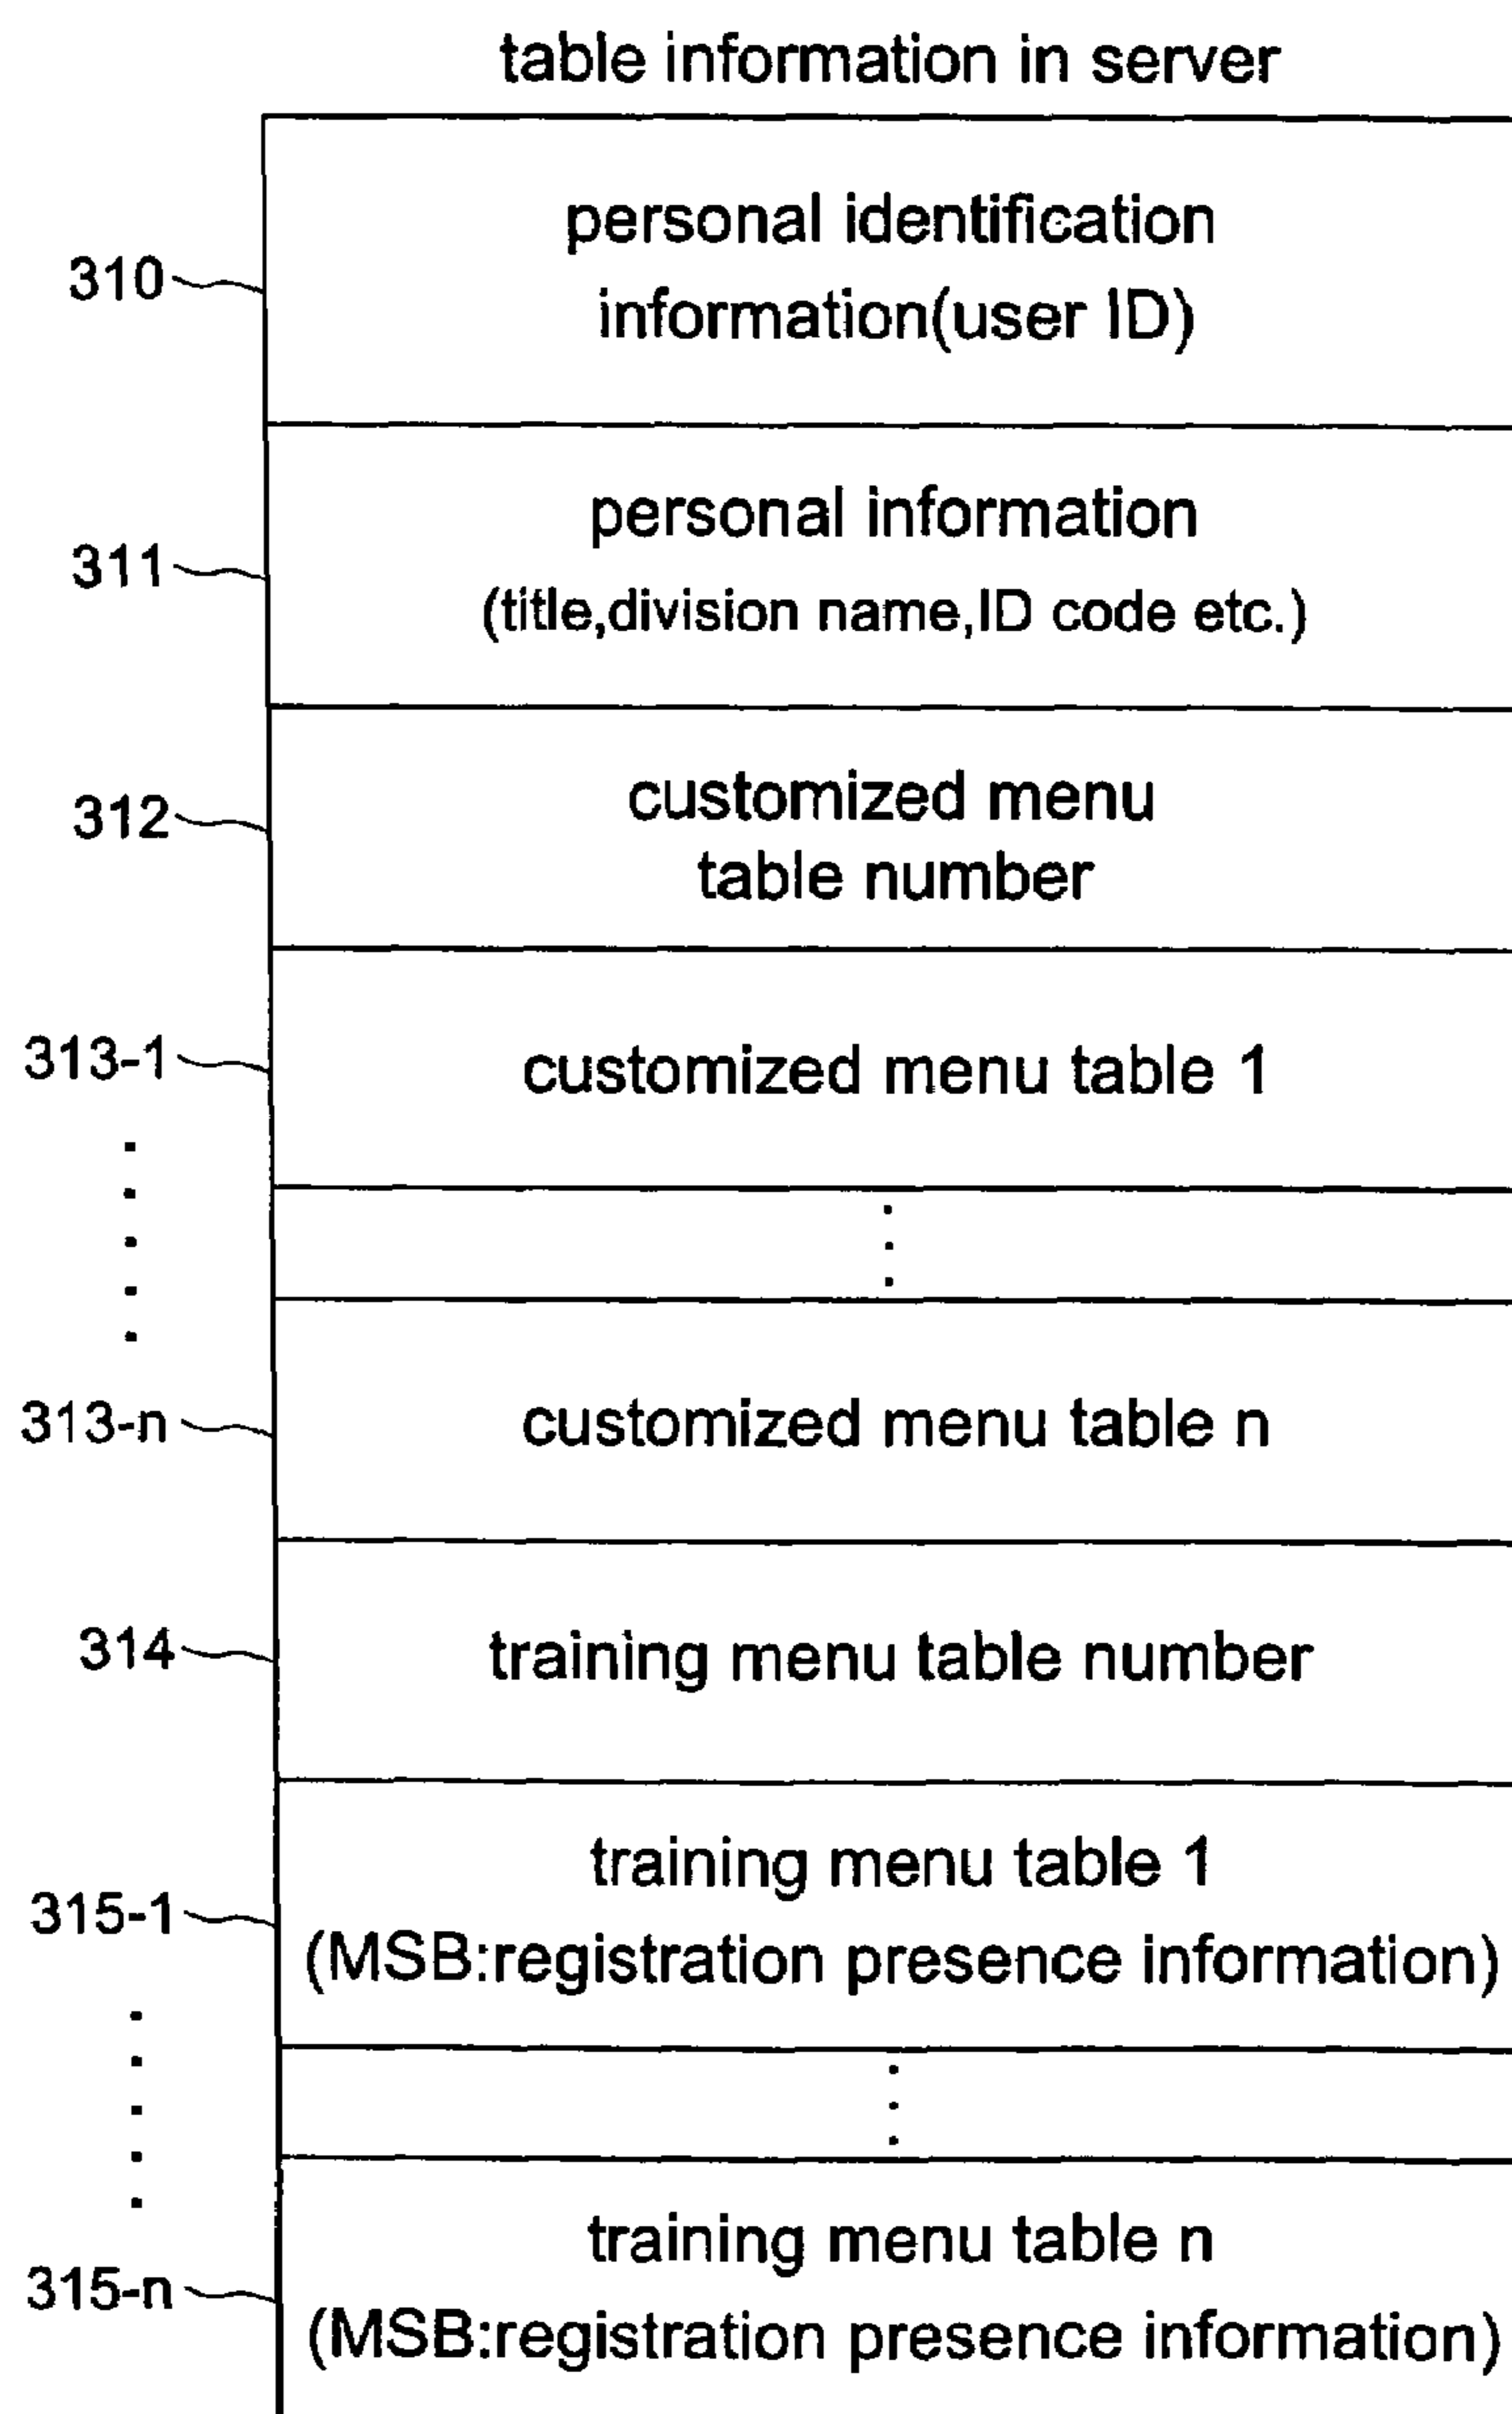 table information in server
310
personal identification
information(user ID)
311
personal information
(title,division name,ID code etc.)
312
customized menu
table number
313-1
customized menu table 1
313-n
customized menu table n
314
training menu table number
315-1
training menu table 1
(MSB:registration presence information)
315-n
training menu table n
(MSB:registration presence information)